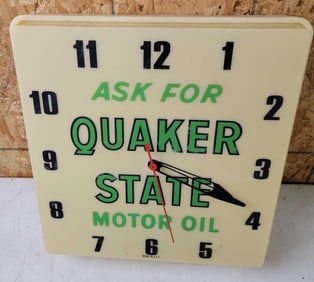 11 12 1
ASK FOR
10 2
QUAKER
9 3
STATE
8 4
MOTOR OIL
7 6 5